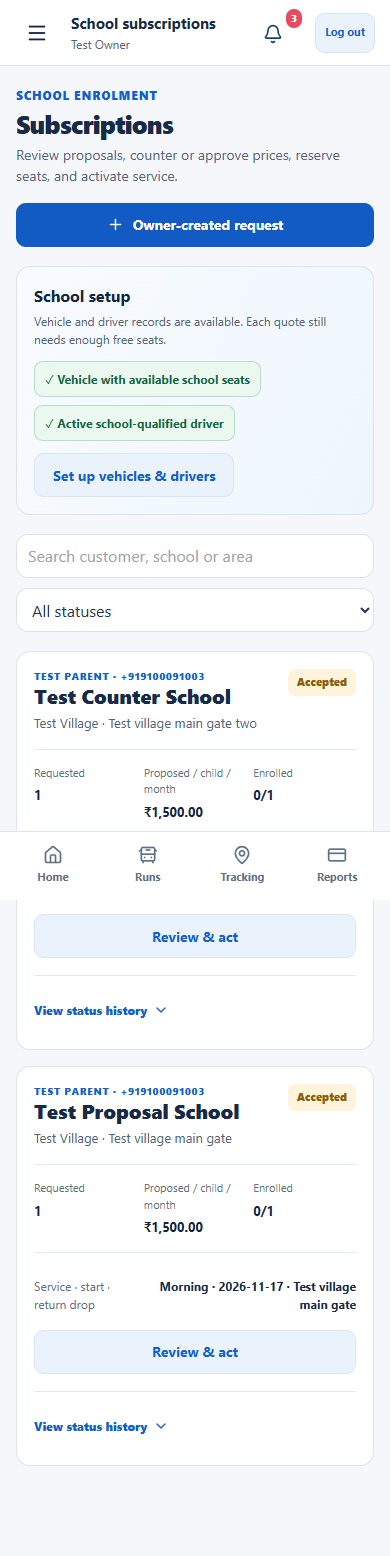 School subscriptions
Test Owner
3
Log out
SCHOOL ENROLMENT
Subscriptions
Review proposals, counter or approve prices, reserve
seats, and activate service.
+ Owner-created request
School setup
Vehicle and driver records are available. Each quote still
needs enough free seats.
✓ Vehicle with available school seats
✓ Active school-qualified driver
Set up vehicles & drivers
Search customer, school or area
All statuses
TEST PARENT · +919100091003
Accepted
Test Counter School
Test Village · Test village main gate two
Requested
1
Proposed / child /
month
₹1,500.00
Enrolled
0/1
Home
Runs
Tracking
Reports
Review & act
View status history
TEST PARENT · +919100091003
Accepted
Test Proposal School
Test Village · Test village main gate
Requested
1
Proposed / child /
month
₹1,500.00
Enrolled
0/1
Service · start ·
return drop
Morning · 2026-11-17 · Test village
main gate
Review & act
View status history